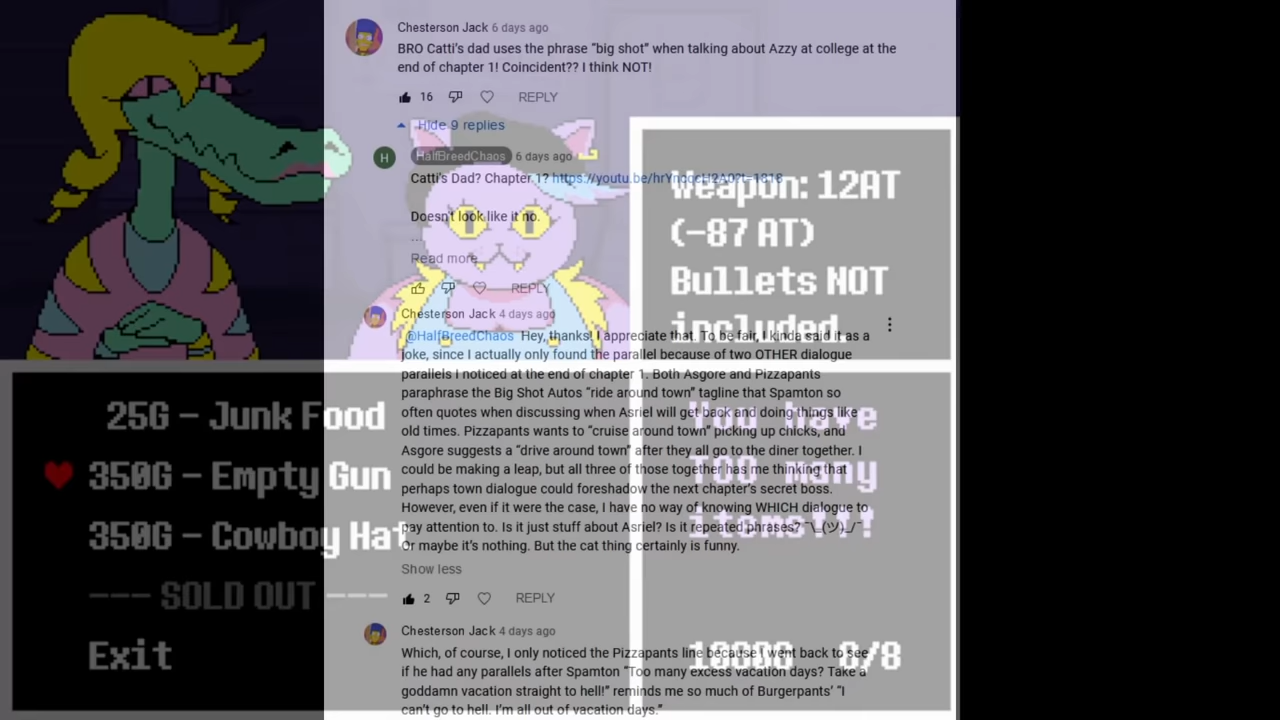 Chesterson Jack 6 days ago
BRO Catti's dad uses the phrase “big shot” when talking about Azzy at college at the
end of chapter 1! Coincident?? I think NOT!
16 REPLY
Hide 9 replies
H
HalfBreedChaos 6 days ago
Catti's Dad? Chapter 1?
Doesn't look like it no.
...
Read more
REPLY
Chesterson Jack 4 days ago
@HalfBreedChaos Hey, thanks! I appreciate that. To be fair, I kinda said it as a
joke, since I actually only found the parallel because of two OTHER dialogue
parallels I noticed at the end of chapter 1. Both Asgore and Pizzapants
paraphrase the Big Shot Autos “ride around town” tagline that Spamton so
often quotes when discussing when Asriel will get back and doing things like
old times. Pizzapants wants to “cruise around town” picking up chicks, and
Asgore suggests a “drive around town” after they all go to the diner together. I
could be making a leap, but all three of those together has me thinking that
perhaps town dialogue could foreshadow the next chapter's secret boss.
However, even if it were the case, I have no way of knowing WHICH dialogue to
pay attention to. Is it just stuff about Asriel? Is it repeated phrases? ¯\_(ツ)_/¯
Or maybe it's nothing. But the cat thing certainly is funny.
Show less
2 REPLY
Chesterson Jack 4 days ago
Which, of course, I only noticed the Pizzapants line because I went back to see
if he had any parallels after Spamton “Too many excess vacation days? Take a
goddamn vacation straight to hell!” reminds me so much of Burgerpants' “I
can't go to hell. I'm all out of vacation days.”
weapon: 12AT
(-87 AT)
Bullets NOT
included.
25G - Junk Food
350G - Empty Gun
350G - Cowboy Hat
--- SOLD OUT ---
Exit
You have
TOO many
items!?!
8/8